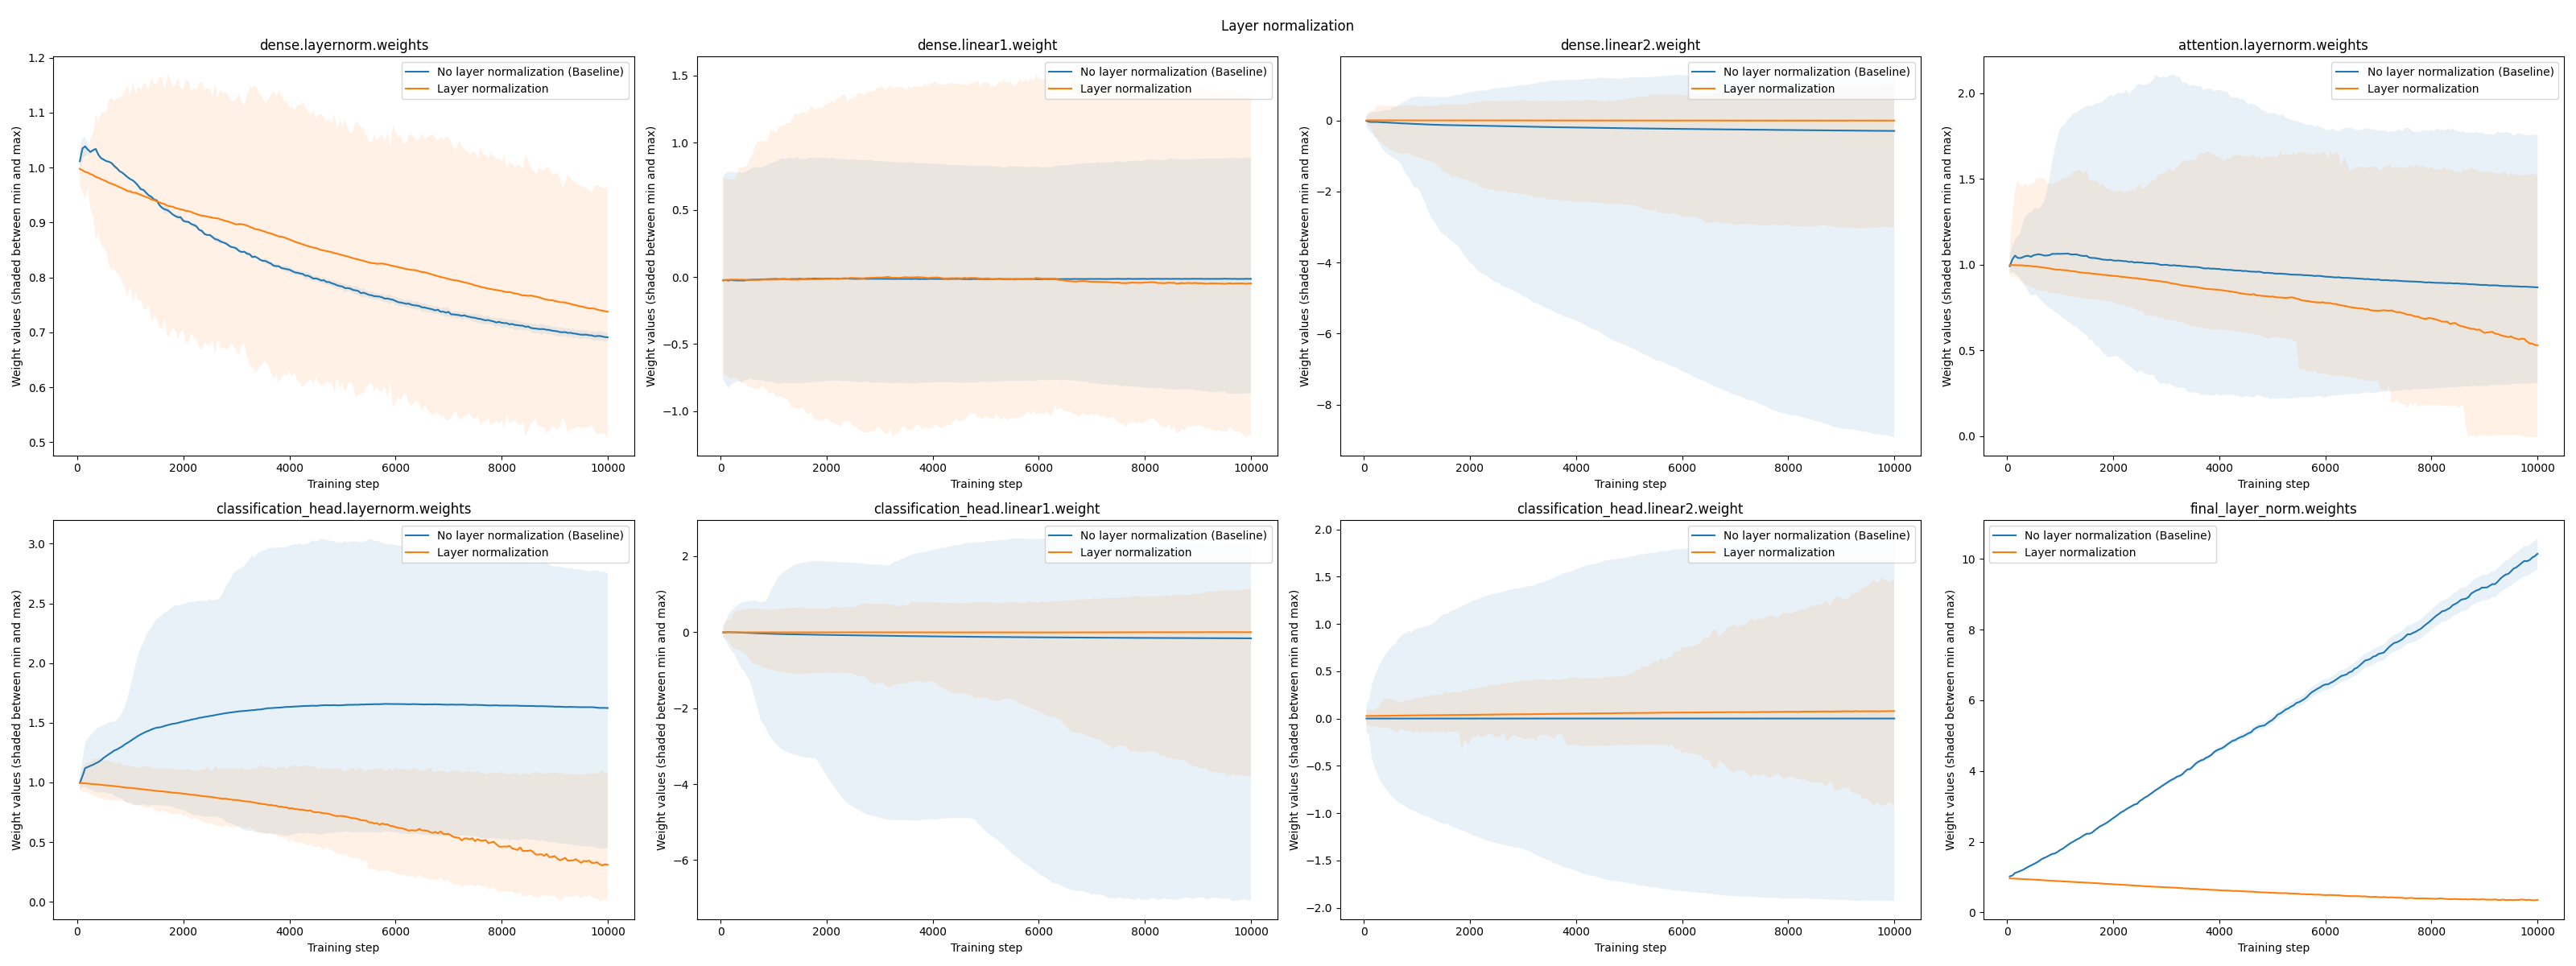 Layer normalization
dense.layernorm.weights
Weight values (shaded between min and max)
1.2
1.1
1.0
0.9
0.8
0.7
0.6
0.5
No layer normalization (Baseline)
Layer normalization
0 2000 4000 6000 8000 10000
Training step
dense.linear1.weight
Weight values (shaded between min and max)
1.5
1.0
0.5
0.0
−0.5
−1.0
No layer normalization (Baseline)
Layer normalization
0 2000 4000 6000 8000 10000
Training step
dense.linear2.weight
Weight values (shaded between min and max)
0
−2
−4
−6
−8
No layer normalization (Baseline)
Layer normalization
0 2000 4000 6000 8000 10000
Training step
attention.layernorm.weights
Weight values (shaded between min and max)
2.0
1.5
1.0
0.5
0.0
No layer normalization (Baseline)
Layer normalization
0 2000 4000 6000 8000 10000
Training step
classification_head.layernorm.weights
Weight values (shaded between min and max)
3.0
2.5
2.0
1.5
1.0
0.5
0.0
No layer normalization (Baseline)
Layer normalization
0 2000 4000 6000 8000 10000
Training step
classification_head.linear1.weight
Weight values (shaded between min and max)
2
0
−2
−4
−6
No layer normalization (Baseline)
Layer normalization
0 2000 4000 6000 8000 10000
Training step
classification_head.linear2.weight
Weight values (shaded between min and max)
2.0
1.5
1.0
0.5
0.0
−0.5
−1.0
−1.5
−2.0
No layer normalization (Baseline)
Layer normalization
0 2000 4000 6000 8000 10000
Training step
final_layer_norm.weights
Weight values (shaded between min and max)
10
8
6
4
2
0
No layer normalization (Baseline)
Layer normalization
0 2000 4000 6000 8000 10000
Training step